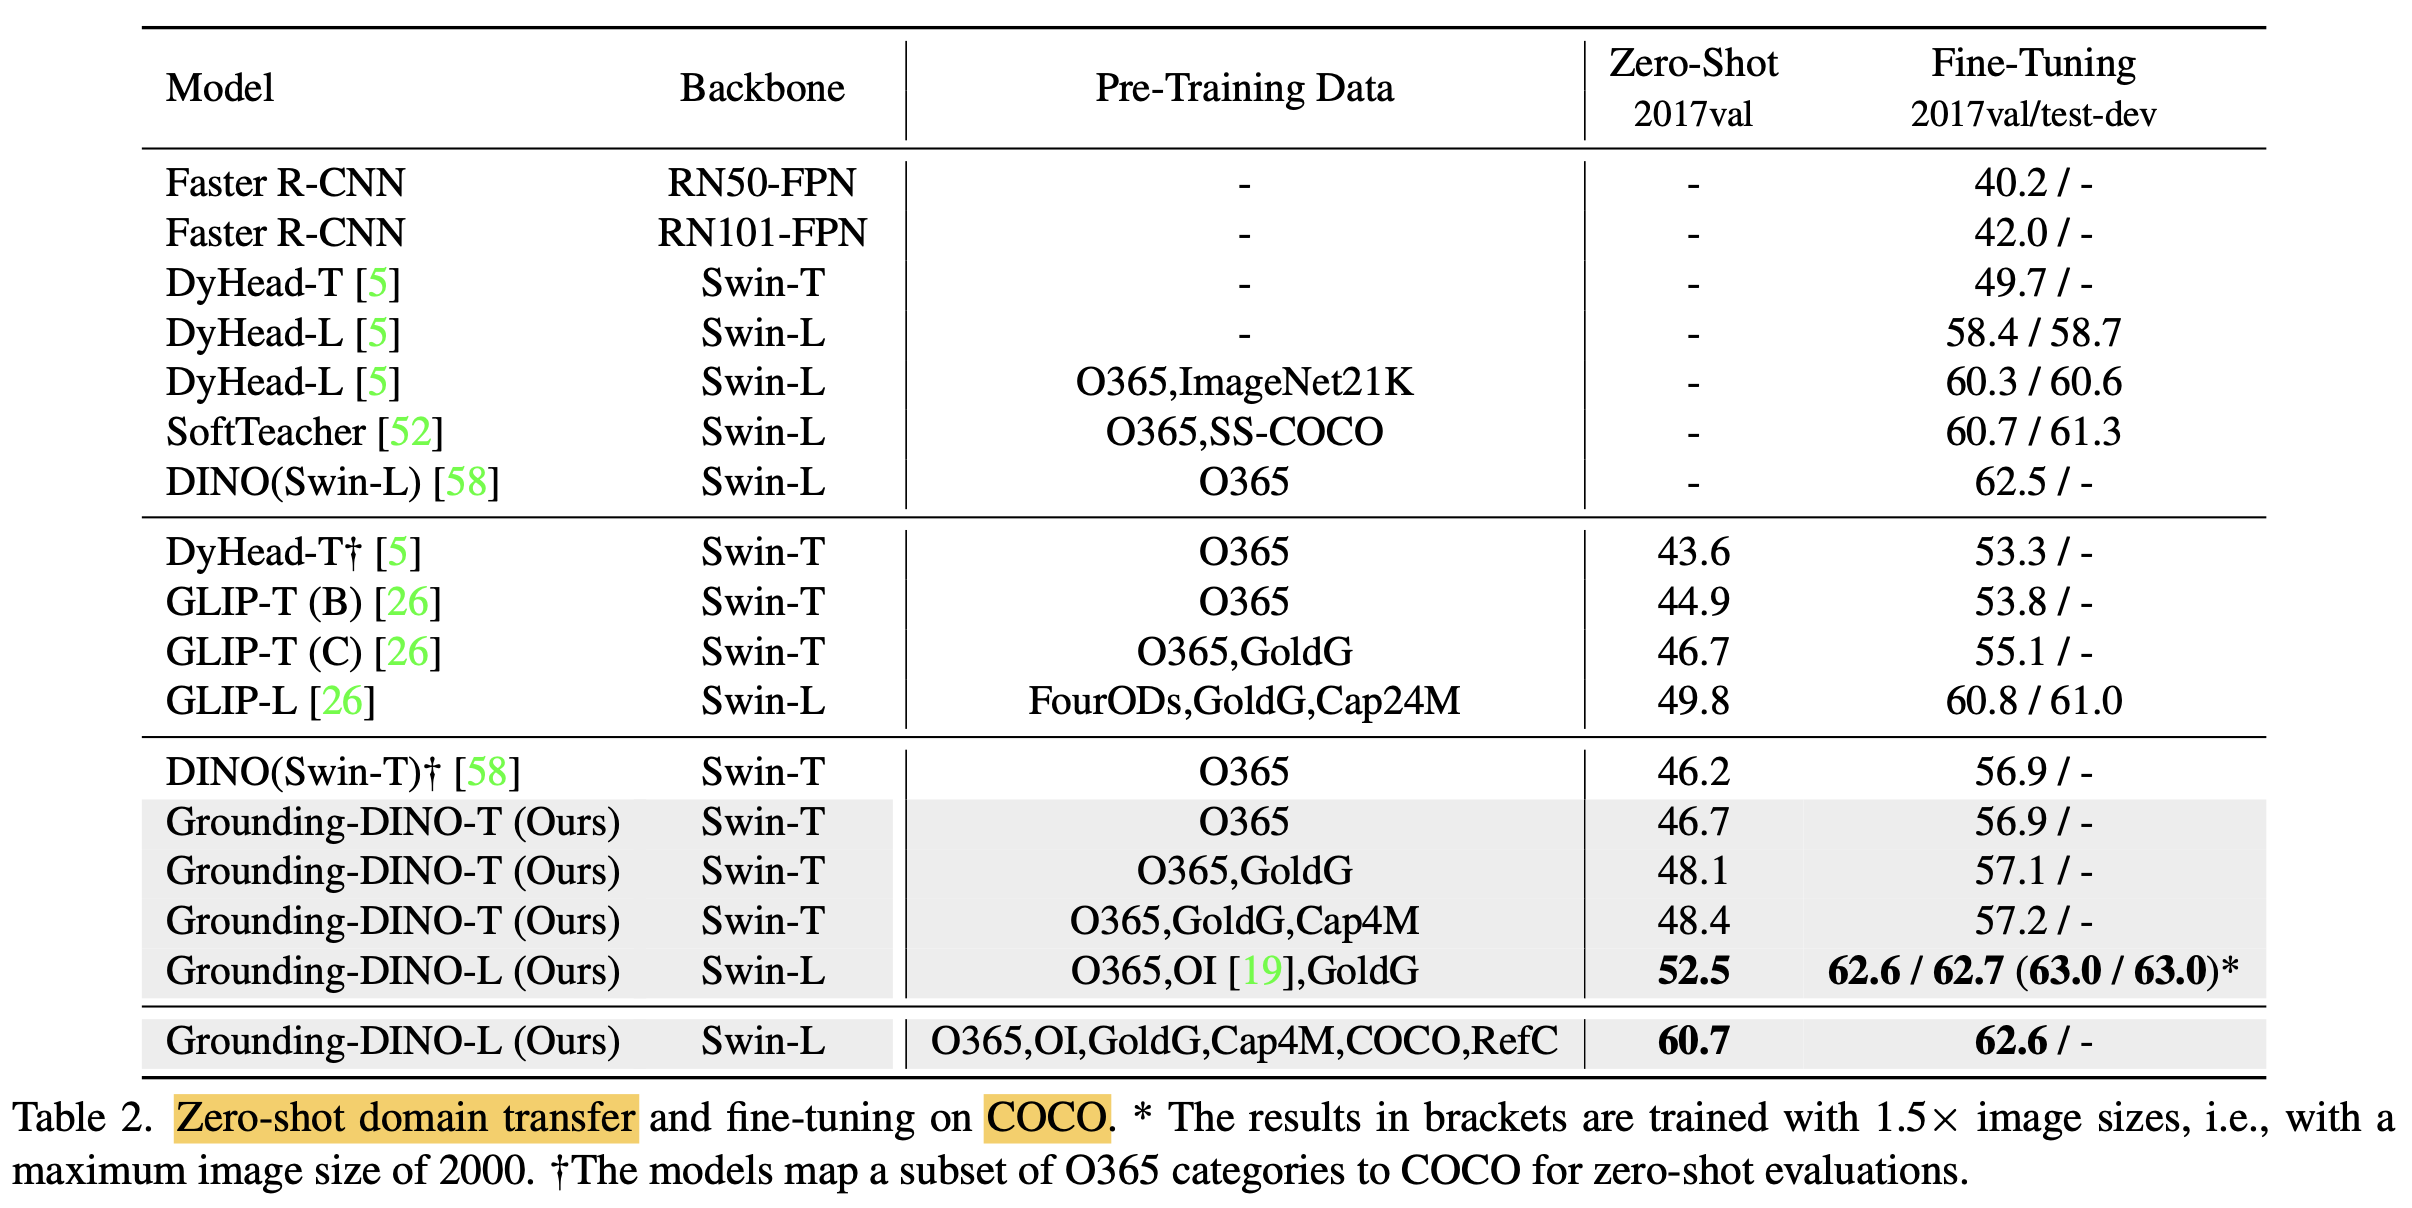 Model Backbone Pre-Training Data Zero-Shot Fine-Tuning
2017val 2017val/test-dev
Faster R-CNN RN50-FPN - - 40.2 / -
Faster R-CNN RN101-FPN - - 42.0 / -
DyHead-T [5] Swin-T - - 49.7 / -
DyHead-L [5] Swin-L - - 58.4 / 58.7
DyHead-L [5] Swin-L O365,ImageNet21K - 60.3 / 60.6
SoftTeacher [52] Swin-L O365,SS-COCO - 60.7 / 61.3
DINO(Swin-L) [58] Swin-L O365 - 62.5 / -
DyHead-T† [5] Swin-T O365 43.6 53.3 / -
GLIP-T (B) [26] Swin-T O365 44.9 53.8 / -
GLIP-T (C) [26] Swin-T O365,GoldG 46.7 55.1 / -
GLIP-L [26] Swin-L FourODs,GoldG,Cap24M 49.8 60.8 / 61.0
DINO(Swin-T)† [58] Swin-T O365 46.2 56.9 / -
Grounding-DINO-T (Ours) Swin-T O365 46.7 56.9 / -
Grounding-DINO-T (Ours) Swin-T O365,GoldG 48.1 57.1 / -
Grounding-DINO-T (Ours) Swin-T O365,GoldG,Cap4M 48.4 57.2 / -
Grounding-DINO-L (Ours) Swin-L O365,OI [19],GoldG 52.5 62.6 / 62.7 (63.0 / 63.0)*
Grounding-DINO-L (Ours) Swin-L O365,OI,GoldG,Cap4M,COCO,RefC 60.7 62.6 / -
Table 2. Zero-shot domain transfer and fine-tuning on COCO. * The results in brackets are trained with 1.5× image sizes, i.e., with a
maximum image size of 2000. †The models map a subset of O365 categories to COCO for zero-shot evaluations.